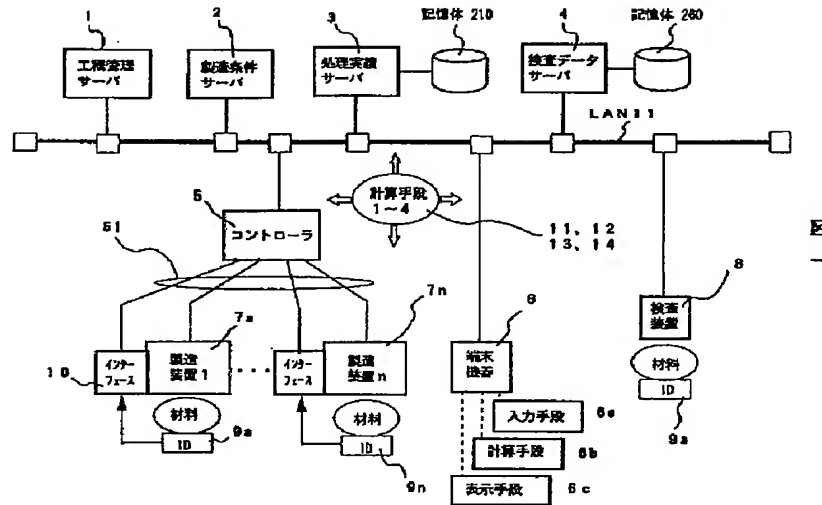 1
2
3
記憶体 210
4
記憶体 260
工程管理
サーバ
製造条件
サーバ
処理実績
サーバ
検査データ
サーバ
LAN11
5
コントローラ
計算手段
1~4
11、12
13、14
51
7a
7n
6
8
10
インター
フェース
製造
装置1
インター
フェース
製造
装置n
端末
機器
検査
装置
材料
ID
9a
材料
ID
9n
材料
ID
9a
入力手段
計算手段
6b
表示手段
6c